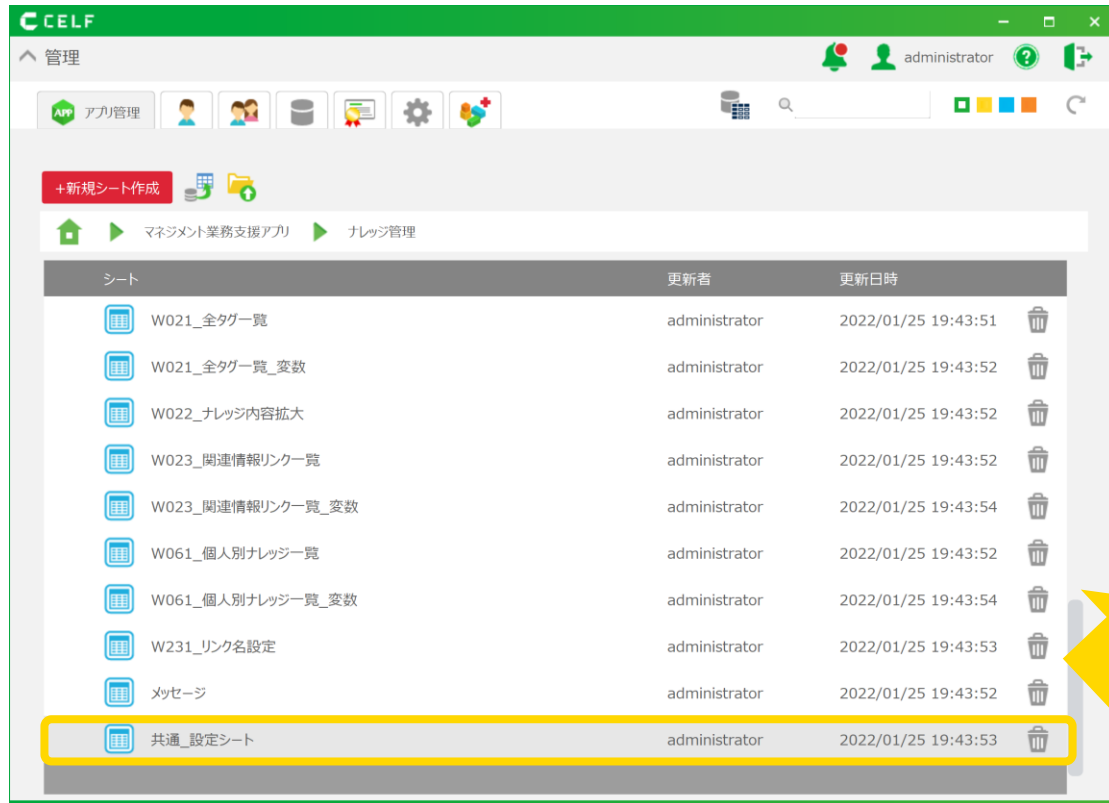 CELF
管理
administrator
APP アプリ管理
+新規シート作成
マネジメント業務支援アプリ ナレッジ管理
シート 更新者 更新日時
W021_全タグ一覧 administrator 2022/01/25 19:43:51
W021_全タグ一覧_変数 administrator 2022/01/25 19:43:52
W022_ナレッジ内容拡大 administrator 2022/01/25 19:43:52
W023_関連情報リンク一覧 administrator 2022/01/25 19:43:52
W023_関連情報リンク一覧_変数 administrator 2022/01/25 19:43:54
W061_個人別ナレッジ一覧 administrator 2022/01/25 19:43:52
W061_個人別ナレッジ一覧_変数 administrator 2022/01/25 19:43:54
W231_リンク名設定 administrator 2022/01/25 19:43:53
メッセージ administrator 2022/01/25 19:43:52
共通_設定シート administrator 2022/01/25 19:43:53